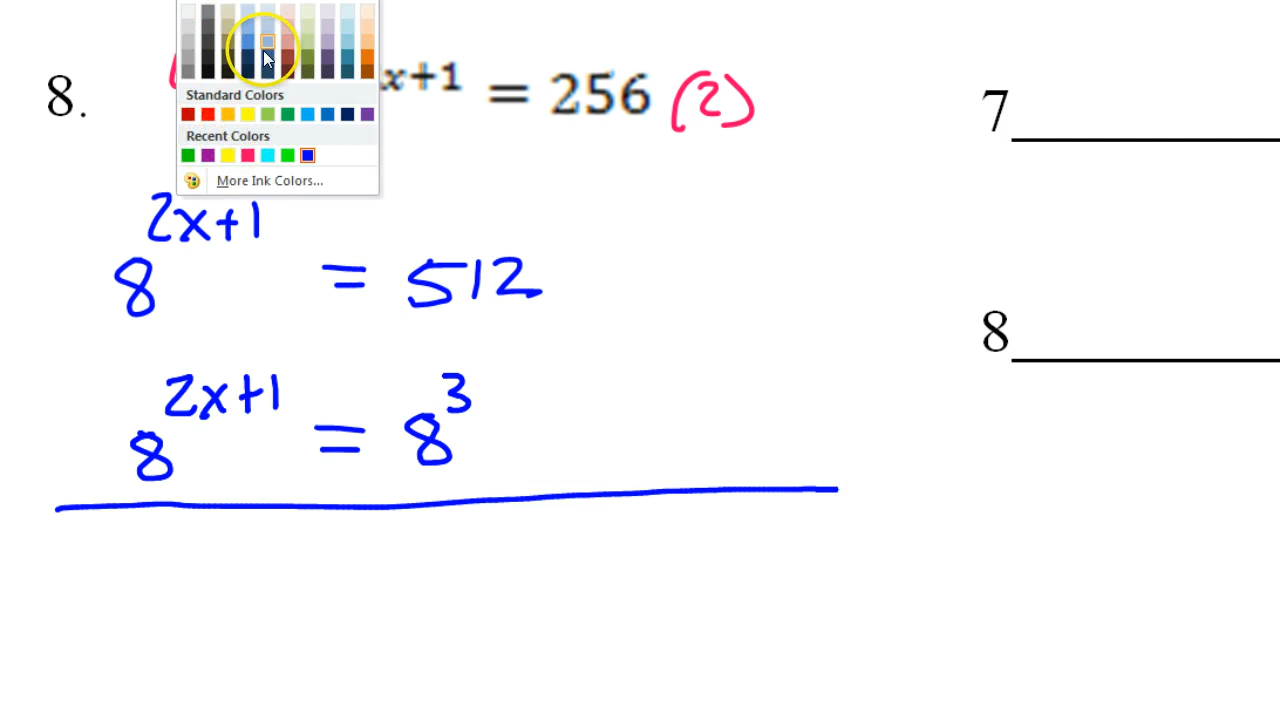 Standard Colors
Recent Colors
More Ink Colors...
8. x+1 = 256 (2)
7
8^{2x+1} = 512
8
8^{2x+1} = 8^3